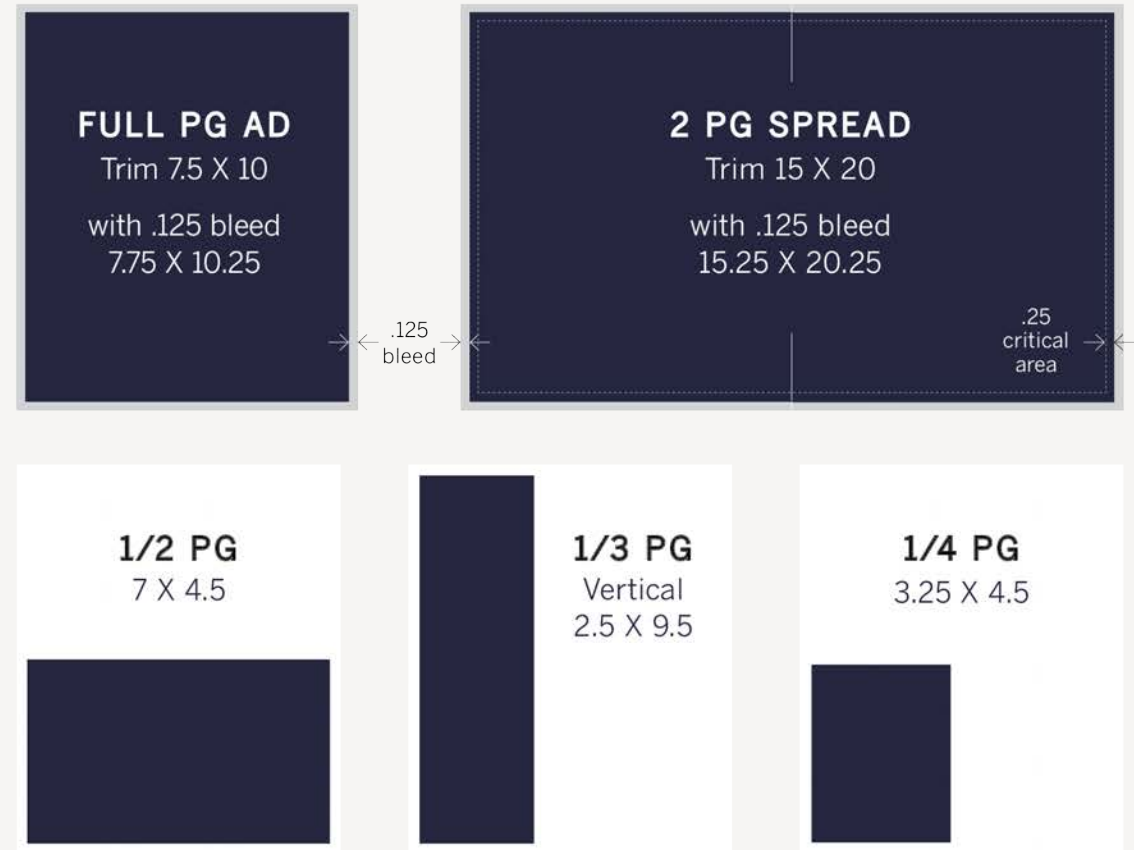 FULL PG AD
Trim 7.5 X 10
with .125 bleed
7.75 X 10.25
.125
bleed
2 PG SPREAD
Trim 15 X 20
with .125 bleed
15.25 X 20.25
.25
critical
area
1/2 PG
7 X 4.5
1/3 PG
Vertical
2.5 X 9.5
1/4 PG
3.25 X 4.5